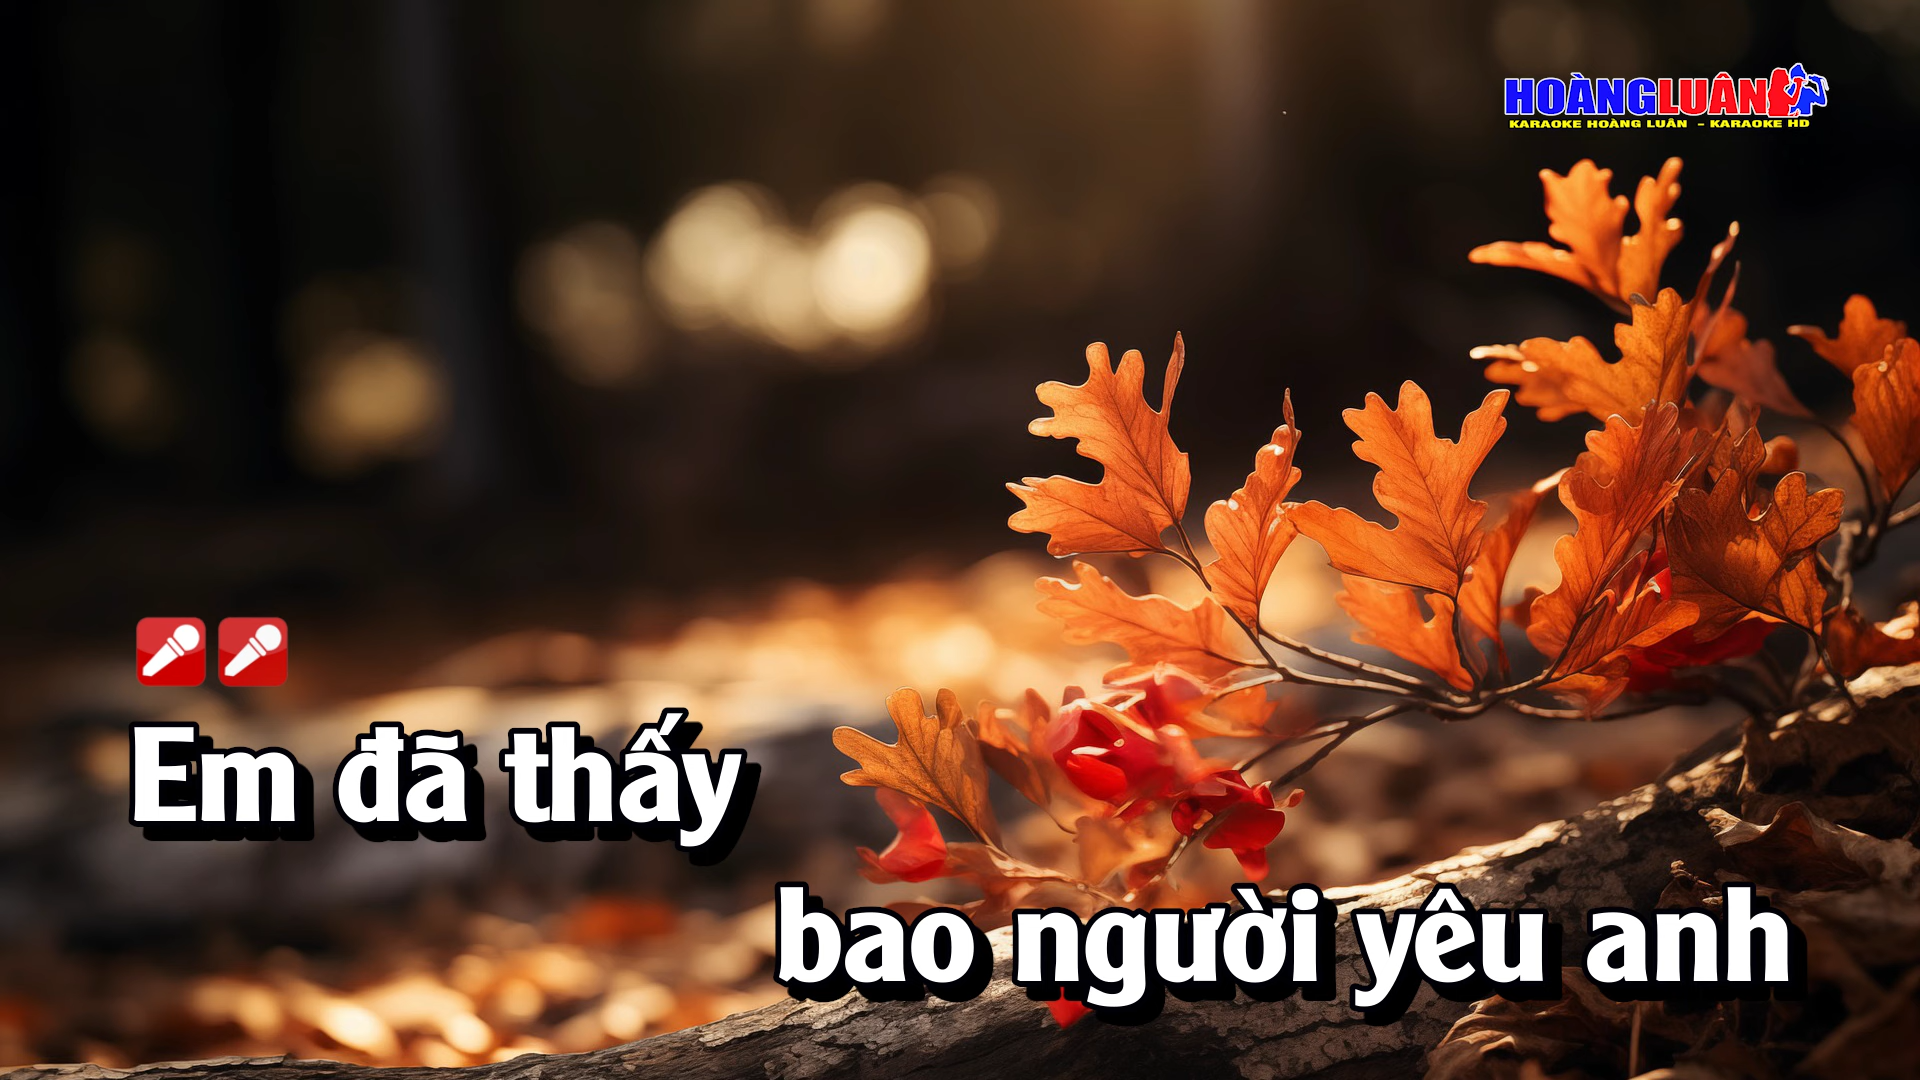 HOÀNGLUÂN
KARAOKE HOÀNG LUÂN - KARAOKE HD
Em đã thấy
bao người yêu anh